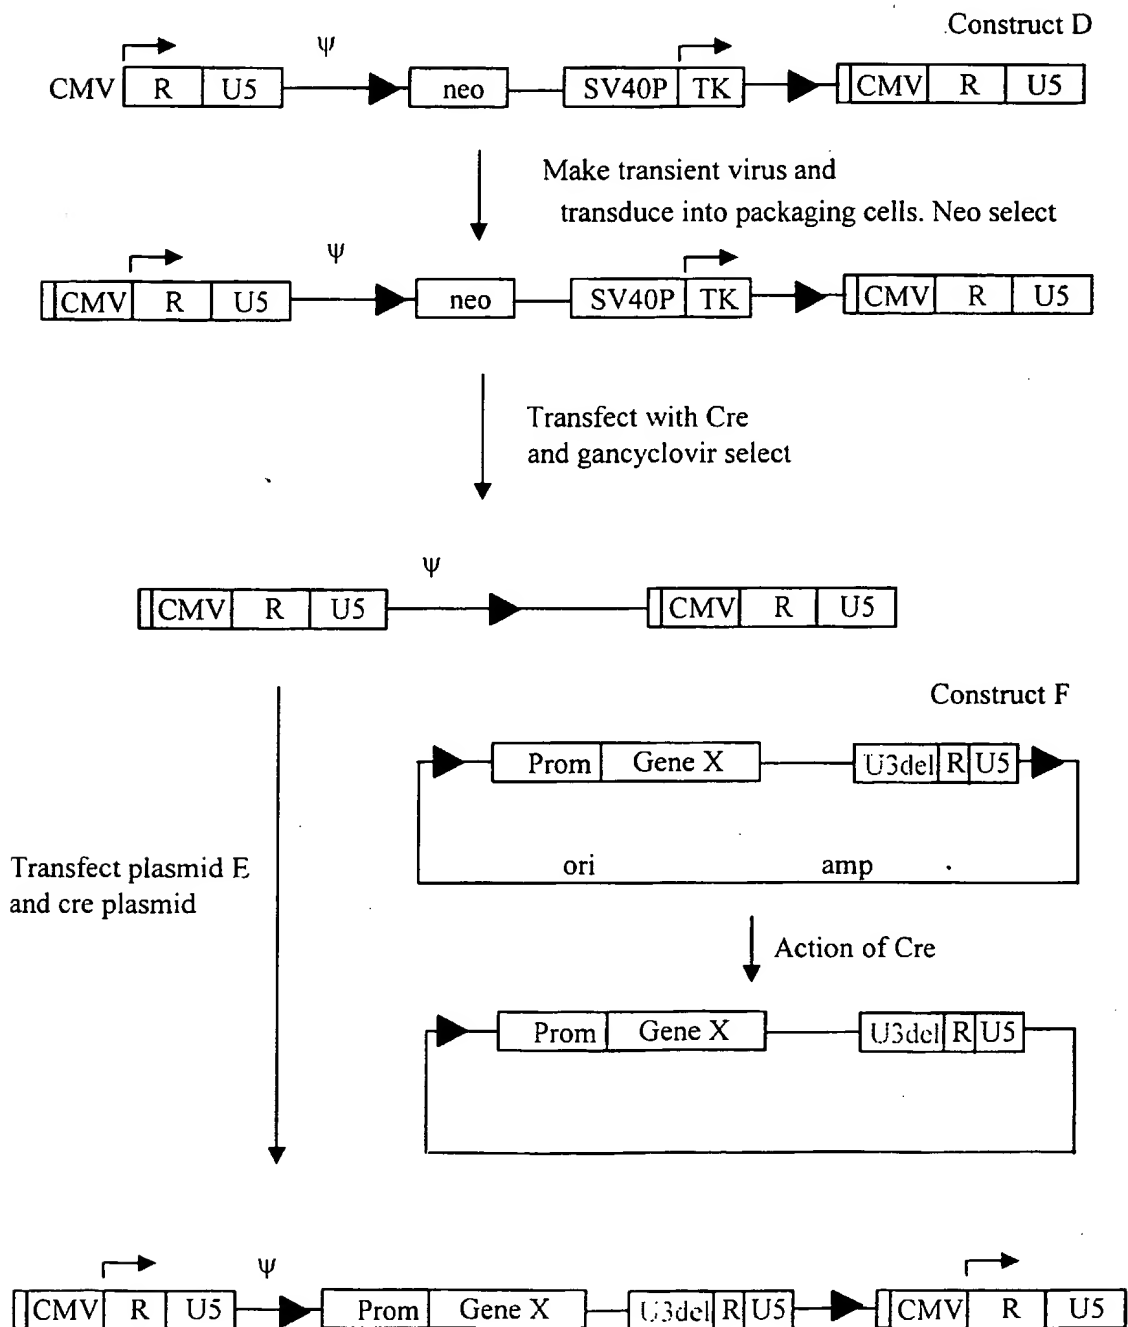 Construct D
ψ
CMV R U5 neo SV40P TK CMV R U5
Make transient virus and
transduce into packaging cells. Neo select
ψ
CMV R U5 neo SV40P TK CMV R U5
Transfect with Cre
and gancyclovir select
ψ
CMV R U5 CMV R U5
Construct F
Prom Gene X U3del R U5
ori amp
Transfect plasmid E
and cre plasmid
Action of Cre
Prom Gene X U3del R U5
ψ
CMV R U5 Prom Gene X U3del R U5 CMV R U5